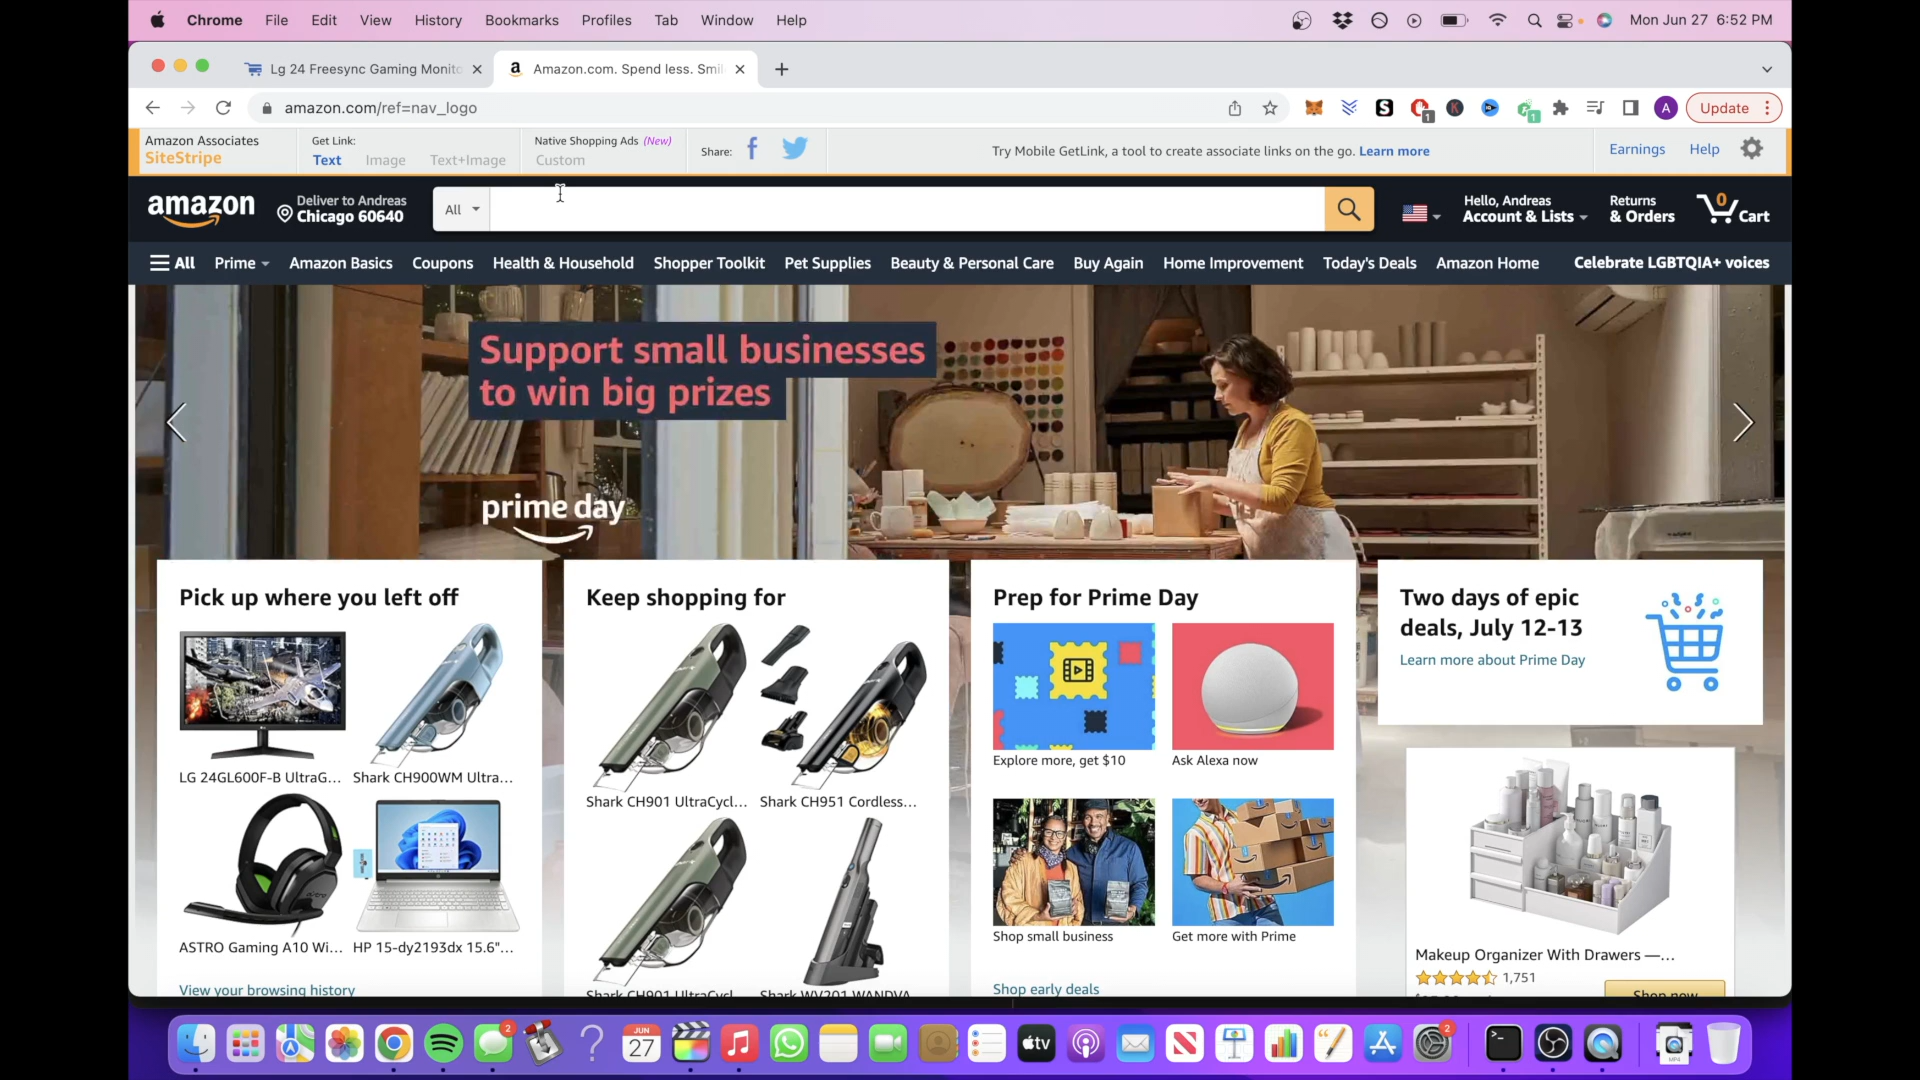 Chrome File Edit View History Bookmarks Profiles Tab Window Help Mon Jun 27 6:52 PM
Lg 24 Freesync Gaming Monito
Amazon.com. Spend less. Smil
amazon.com/ref=nav_logo
1
1
A
Update
Amazon Associates
SiteStripe
Get Link:
Text Image Text+Image
Native Shopping Ads (New)
Custom
Share:
Try Mobile GetLink, a tool to create associate links on the go. Learn more
Earnings Help
amazon
Deliver to Andreas
Chicago 60640
All
Hello, Andreas
Account & Lists
Returns
& Orders
0
Cart
All Prime Amazon Basics Coupons Health & Household Shopper Toolkit Pet Supplies Beauty & Personal Care Buy Again Home Improvement Today's Deals Amazon Home Celebrate LGBTQIA+ voices
Support small businesses
to win big prizes
prime day
Pick up where you left off
LG 24GL600F-B UltraG...
Shark CH900WM Ultra...
ASTRO Gaming A10 Wi...
HP 15-dy2193dx 15.6"...
View your browsing history
Keep shopping for
Shark CH901 UltraCycl...
Shark CH951 Cordless...
Shark CH901 UltraCycl...
Shark WV201 WANDVA...
Prep for Prime Day
Explore more, get $10
Ask Alexa now
Shop small business
Get more with Prime
Shop early deals
Two days of epic
deals, July 12-13
Learn more about Prime Day
Makeup Organizer With Drawers —...
1,751
Shop now
2
JUN
27
tv
2